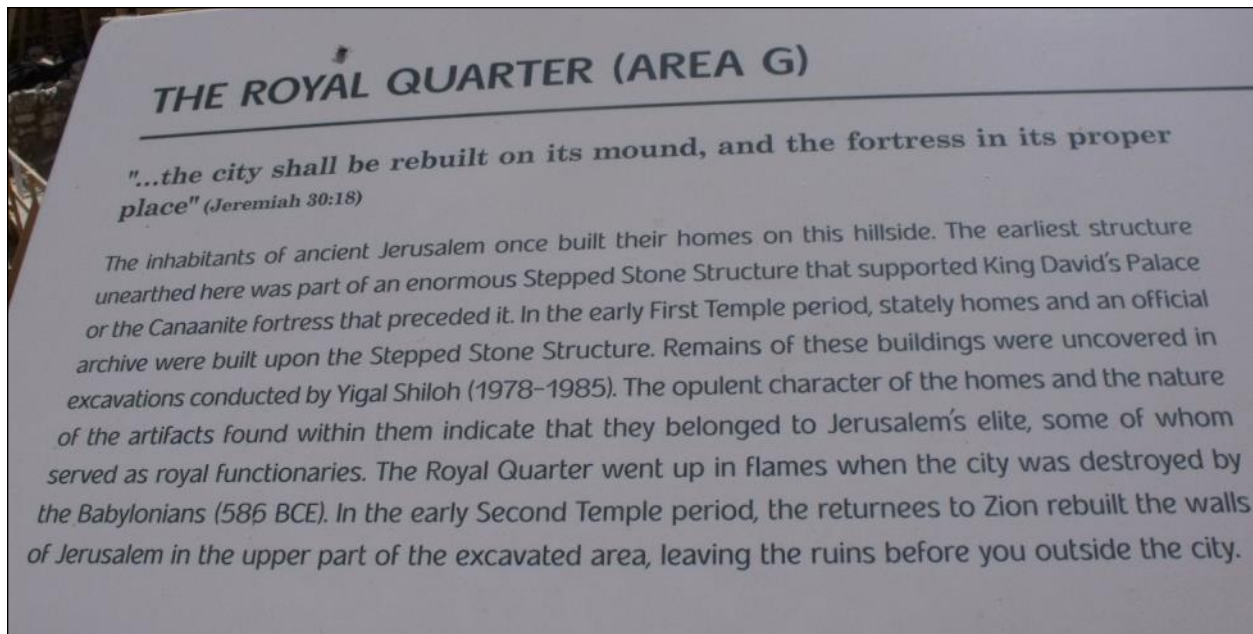 THE ROYAL QUARTER (AREA G)
"...the city shall be rebuilt on its mound, and the fortress in its proper
place" (Jeremiah 30:18)
The inhabitants of ancient Jerusalem once built their homes on this hillside. The earliest structure
unearthed here was part of an enormous Stepped Stone Structure that supported King David's Palace
or the Canaanite fortress that preceded it. In the early First Temple period, stately homes and an official
archive were built upon the Stepped Stone Structure. Remains of these buildings were uncovered in
excavations conducted by Yigal Shiloh (1978-1985). The opulent character of the homes and the nature
of the artifacts found within them indicate that they belonged to Jerusalem's elite, some of whom
served as royal functionaries. The Royal Quarter went up in flames when the city was destroyed by
the Babylonians (586 BCE). In the early Second Temple period, the returnees to Zion rebuilt the walls
of Jerusalem in the upper part of the excavated area, leaving the ruins before you outside the city.